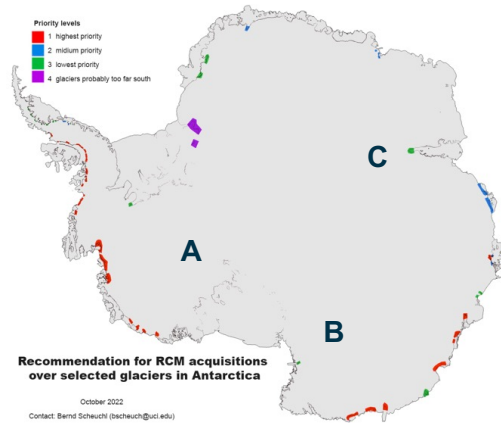 Priority levels
1 highest priority
2 midium priority
3 lowest priority
4 glaciers probably too far south
C
A
B
Recommendation for RCM acquisitions
over selected glaciers in Antarctica
October 2022
Contact: Bernd Scheuchl (bscheuch@uci.edu)